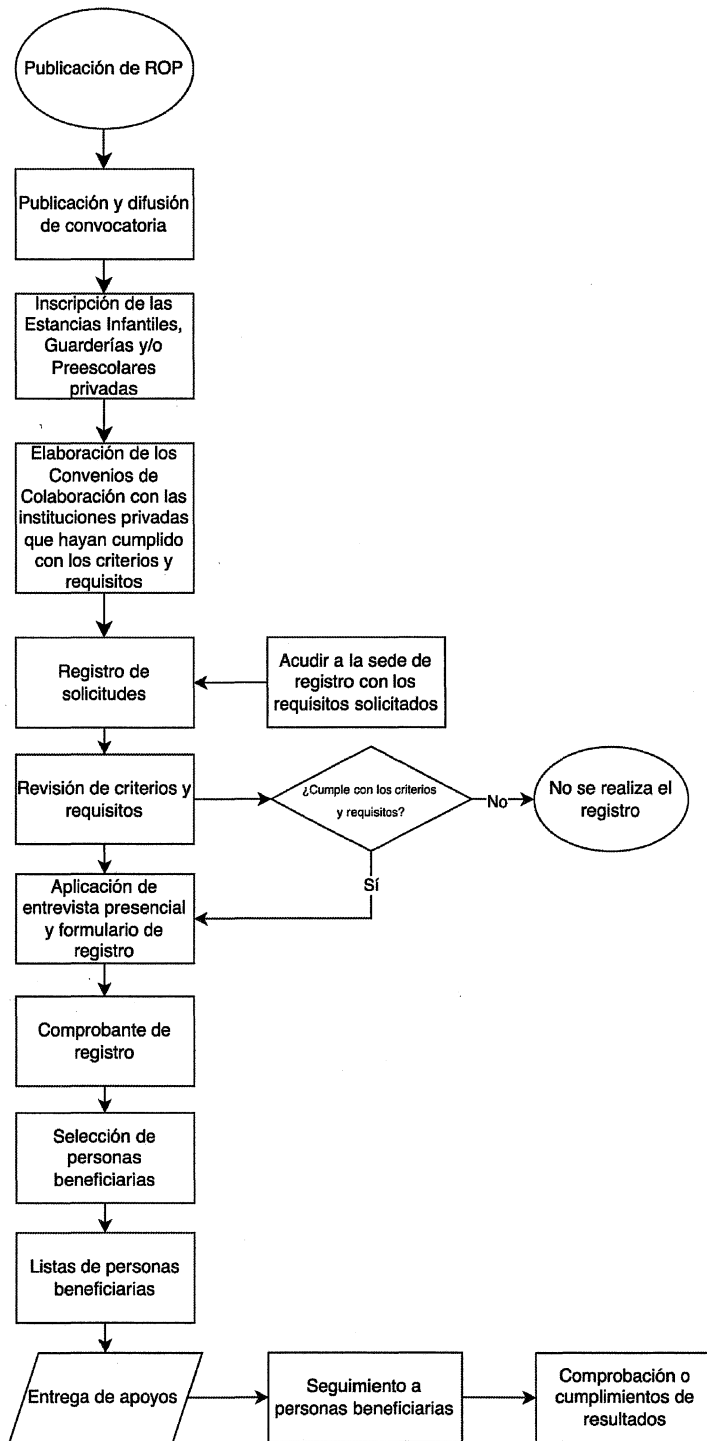 Publicación de ROP
Publicación y difusión
de convocatoria
Inscripción de las
Estancias Infantiles,
Guarderías y/o
Preescolares
privadas
Elaboración de los
Convenios de
Colaboración con las
instituciones privadas
que hayan cumplido
con los criterios y
requisitos
Registro de
solicitudes
Acudir a la sede de
registro con los
requisitos solicitados
Revisión de criterios y
requisitos
¿Cumple con los criterios
y requisitos?
No
No se realiza el
registro
Sí
Aplicación de
entrevista presencial
y formulario de
registro
Comprobante de
registro
Selección de
personas
beneficiarias
Listas de personas
beneficiarias
Entrega de apoyos
Seguimiento a
personas beneficiarias
Comprobación o
cumplimientos de
resultados